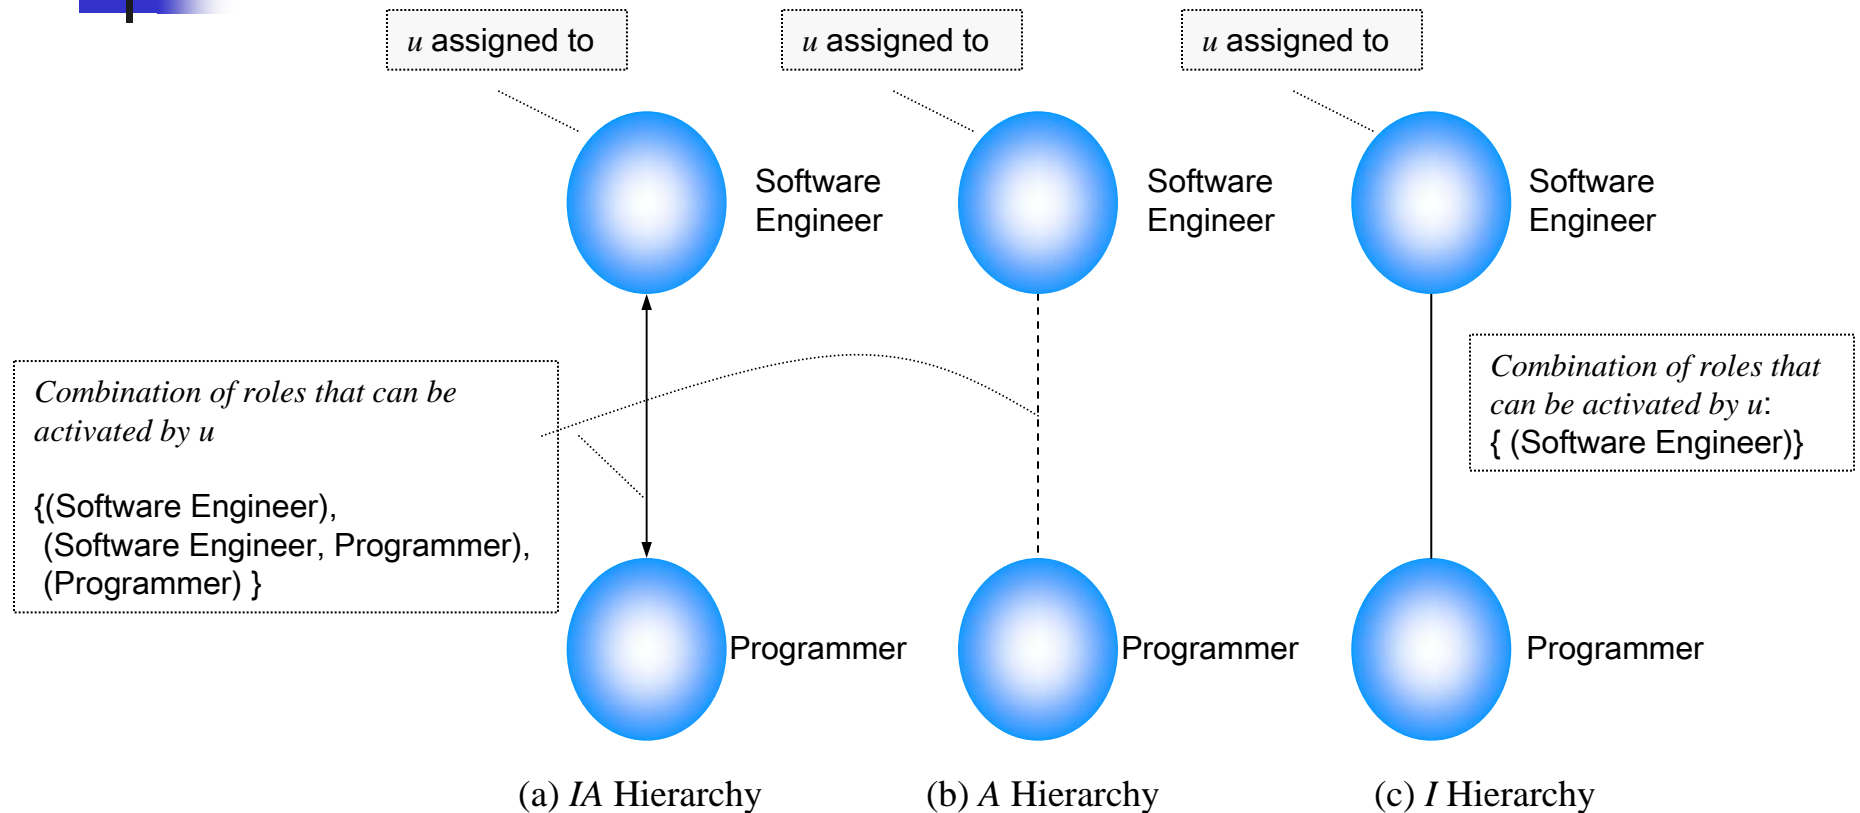 u assigned to
u assigned to
u assigned to
Software
Engineer
Software
Engineer
Software
Engineer
Combination of roles that can be
activated by u
{(Software Engineer),
(Software Engineer, Programmer),
(Programmer) }
Combination of roles that
can be activated by u:
{ (Software Engineer)}
Programmer
Programmer
Programmer
(a) IA Hierarchy
(b) A Hierarchy
(c) I Hierarchy